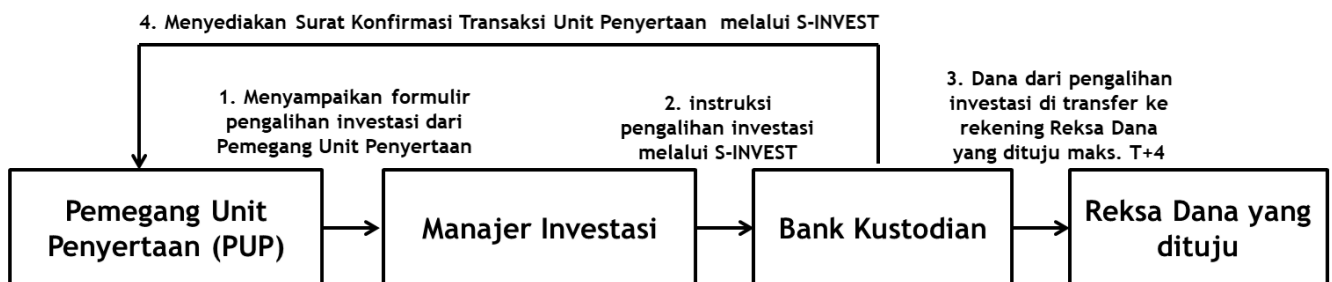 4. Menyediakan Surat Konfirmasi Transaksi Unit Penyertaan melalui S-INVEST
1. Menyampaikan formulir
pengalihan investasi dari
Pemegang Unit Penyertaan
2. instruksi
pengalihan investasi
melalui S-INVEST
3. Dana dari pengalihan
investasi di transfer ke
rekening Reksa Dana
yang dituju maks. T+4
Pemegang Unit
Penyertaan (PUP)
Manajer Investasi
Bank Kustodian
Reksa Dana yang
dituju